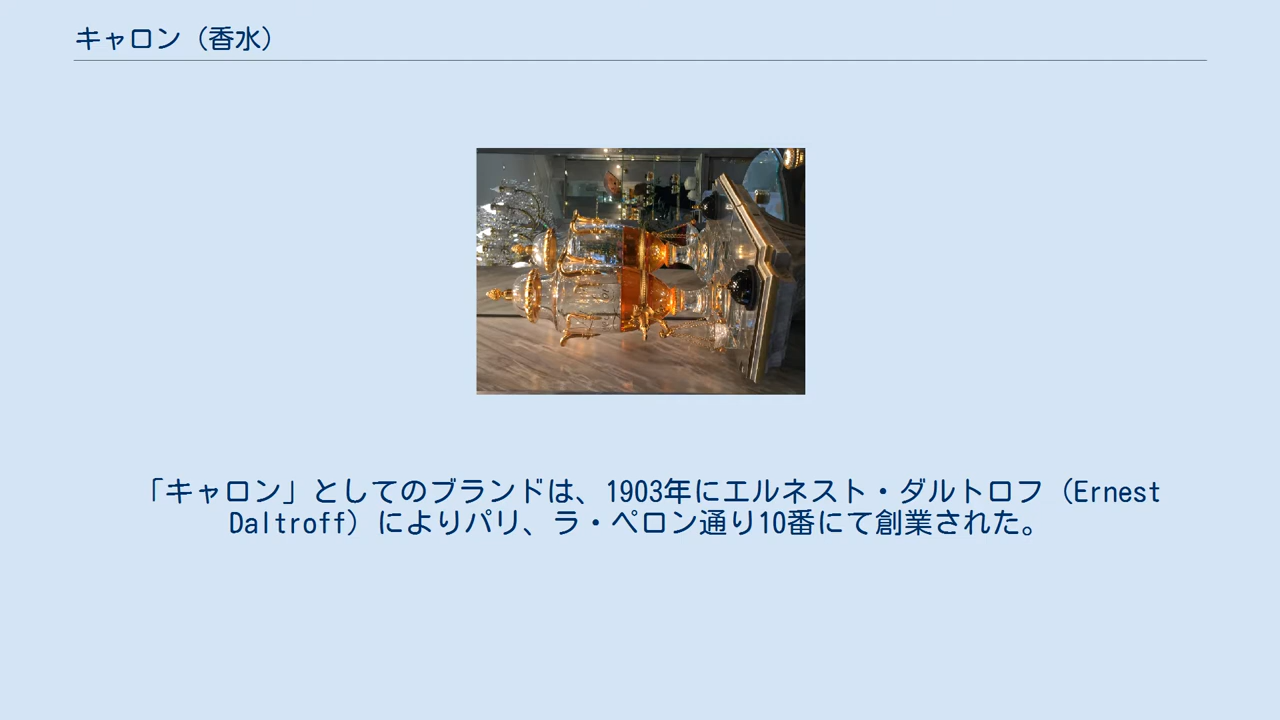 キャロン（香水）
「キャロン」としてのブランドは、1903年にエルネスト・ダルトロフ（Ernest
Daltroff）によりパリ、ラ・ペロン通り10番にて創業された。